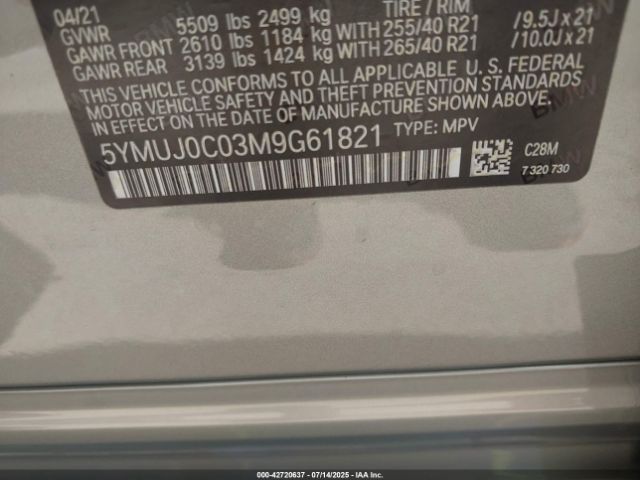 04/21 TIRE / RIM
GVWR 5509 lbs 2499 kg
GAWR FRONT 2610 lbs 1184 kg WITH 255/40 R21 /9.5J x 21
GAWR REAR 3139 lbs 1424 kg WITH 265/40 R21 /10.0J x 21
THIS VEHICLE CONFORMS TO ALL APPLICABLE U. S. FEDERAL
MOTOR VEHICLE SAFETY AND THEFT PREVENTION STANDARDS
IN EFFECT ON THE DATE OF MANUFACTURE SHOWN ABOVE.
5YMUJ0C03M9G61821 TYPE: MPV
C28M
7 320 730
000-42720637 - 07/14/2025 - IAAI.com